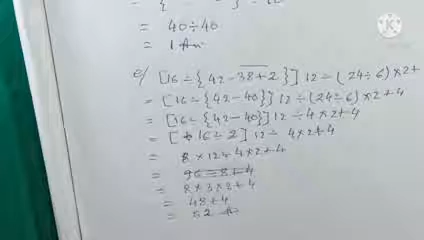 = 40÷40
= 1 Ans
e/ [16÷{42-38+2}] 12÷(24÷6)×2+
= [16÷{42-40}] 12÷(24÷6)×2+4
= [16÷{42-40}] 12÷4×2+4
= [16÷2] 12÷4×2+4
= 8×12÷4×2+4
= 96÷8+4
= 8×3×2+4
= 48+4
= 52 A